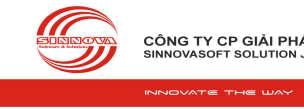 SINNOVA
Software & Solutions
CÔNG TY CP GIẢI PHÁ
SINNOVASOFT SOLUTION J
INNOVATE THE WAY